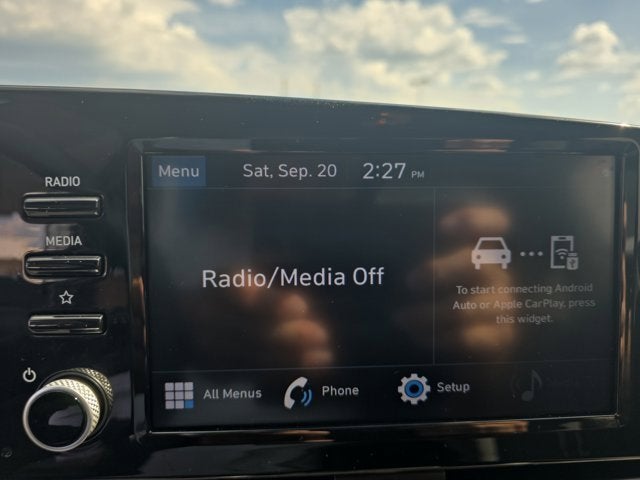 RADIO
MEDIA
Menu
Sat, Sep. 20
2:27 PM
Radio/Media Off
To start connecting Android
Auto or Apple CarPlay, press
this widget.
All Menus
Phone
Setup